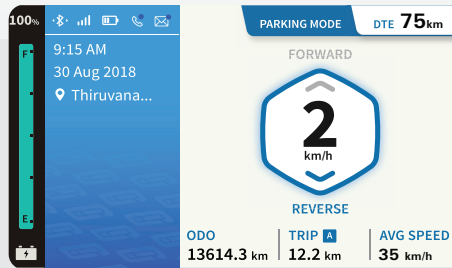 100%
PARKING MODE
DTE 75km
9:15 AM
30 Aug 2018
Thiruvana...
F
E
FORWARD
2
km/h
REVERSE
ODO
13614.3 km
TRIP A
12.2 km
AVG SPEED
35 km/h